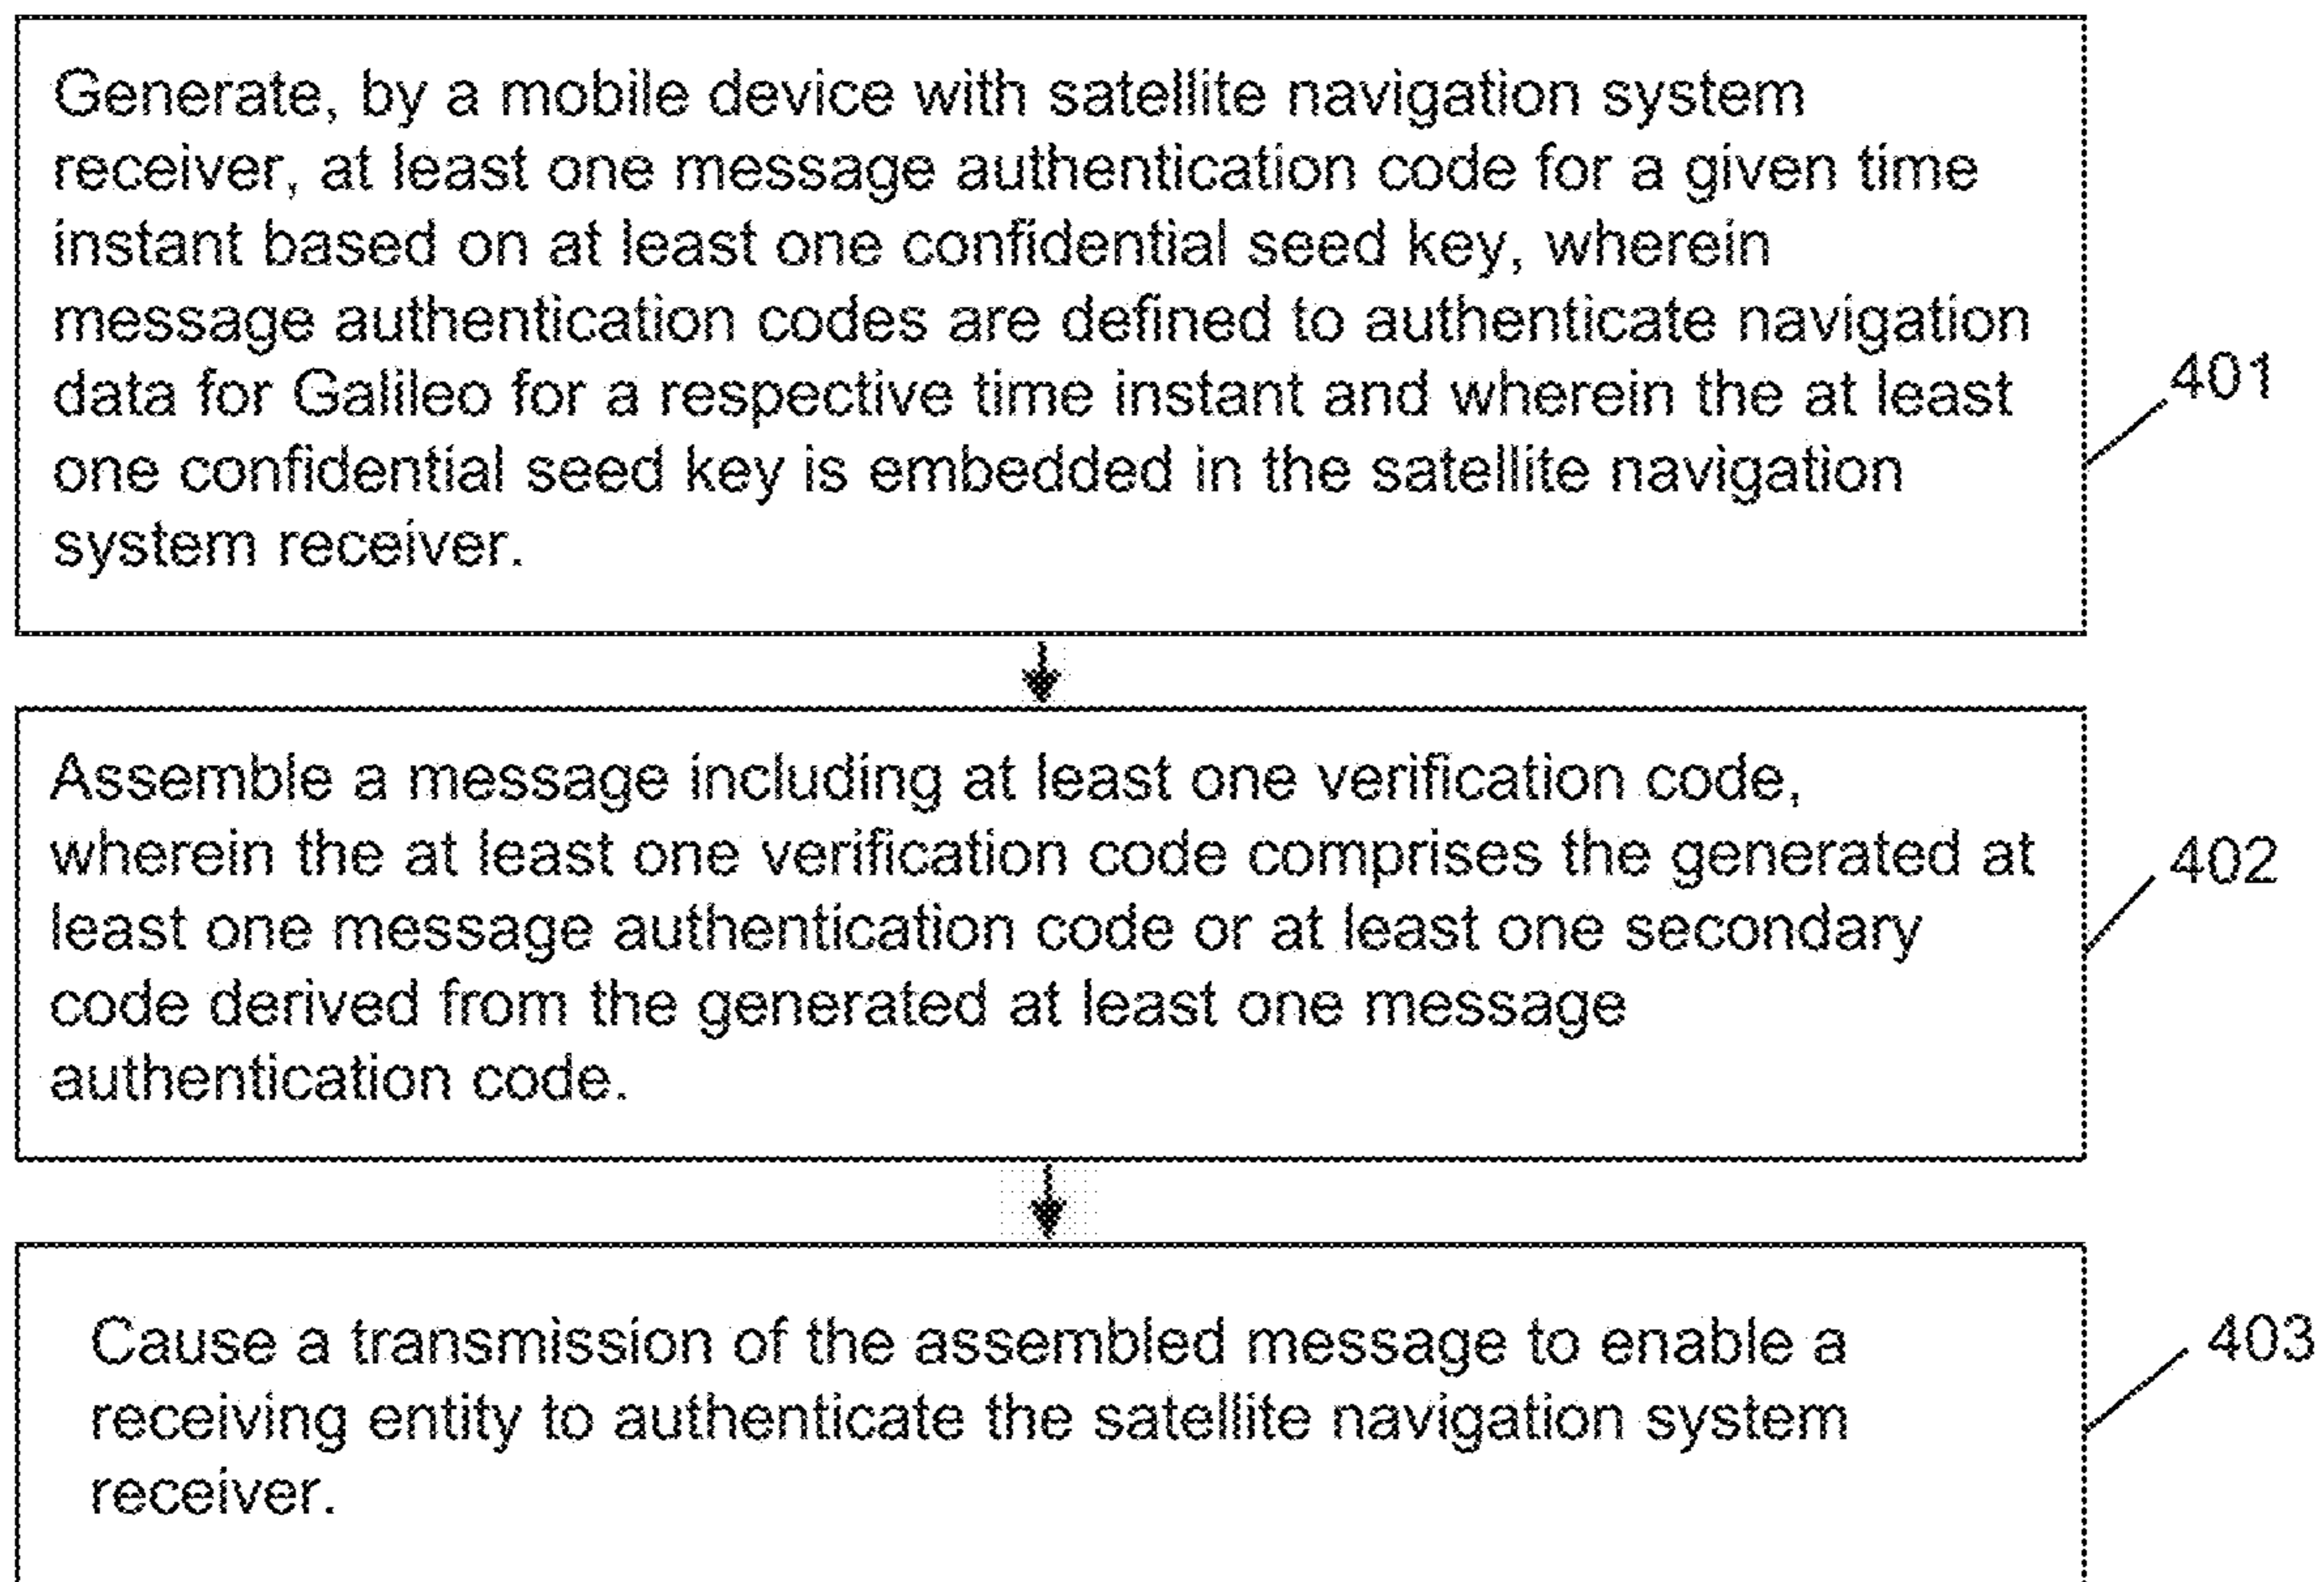 Generate, by a mobile device with satellite navigation system
receiver, at least one message authentication code for a given time
instant based on at least one confidential seed key, wherein
message authentication codes are defined to authenticate navigation
data for Galileo for a respective time instant and wherein the at least
one confidential seed key is embedded in the satellite navigation
system receiver.
401
Assemble a message including at least one verification code,
wherein the at least one verification code comprises the generated at
least one message authentication code or at least one secondary
code derived from the generated at least one message
authentication code.
402
Cause a transmission of the assembled message to enable a
receiving entity to authenticate the satellite navigation system
receiver.
403